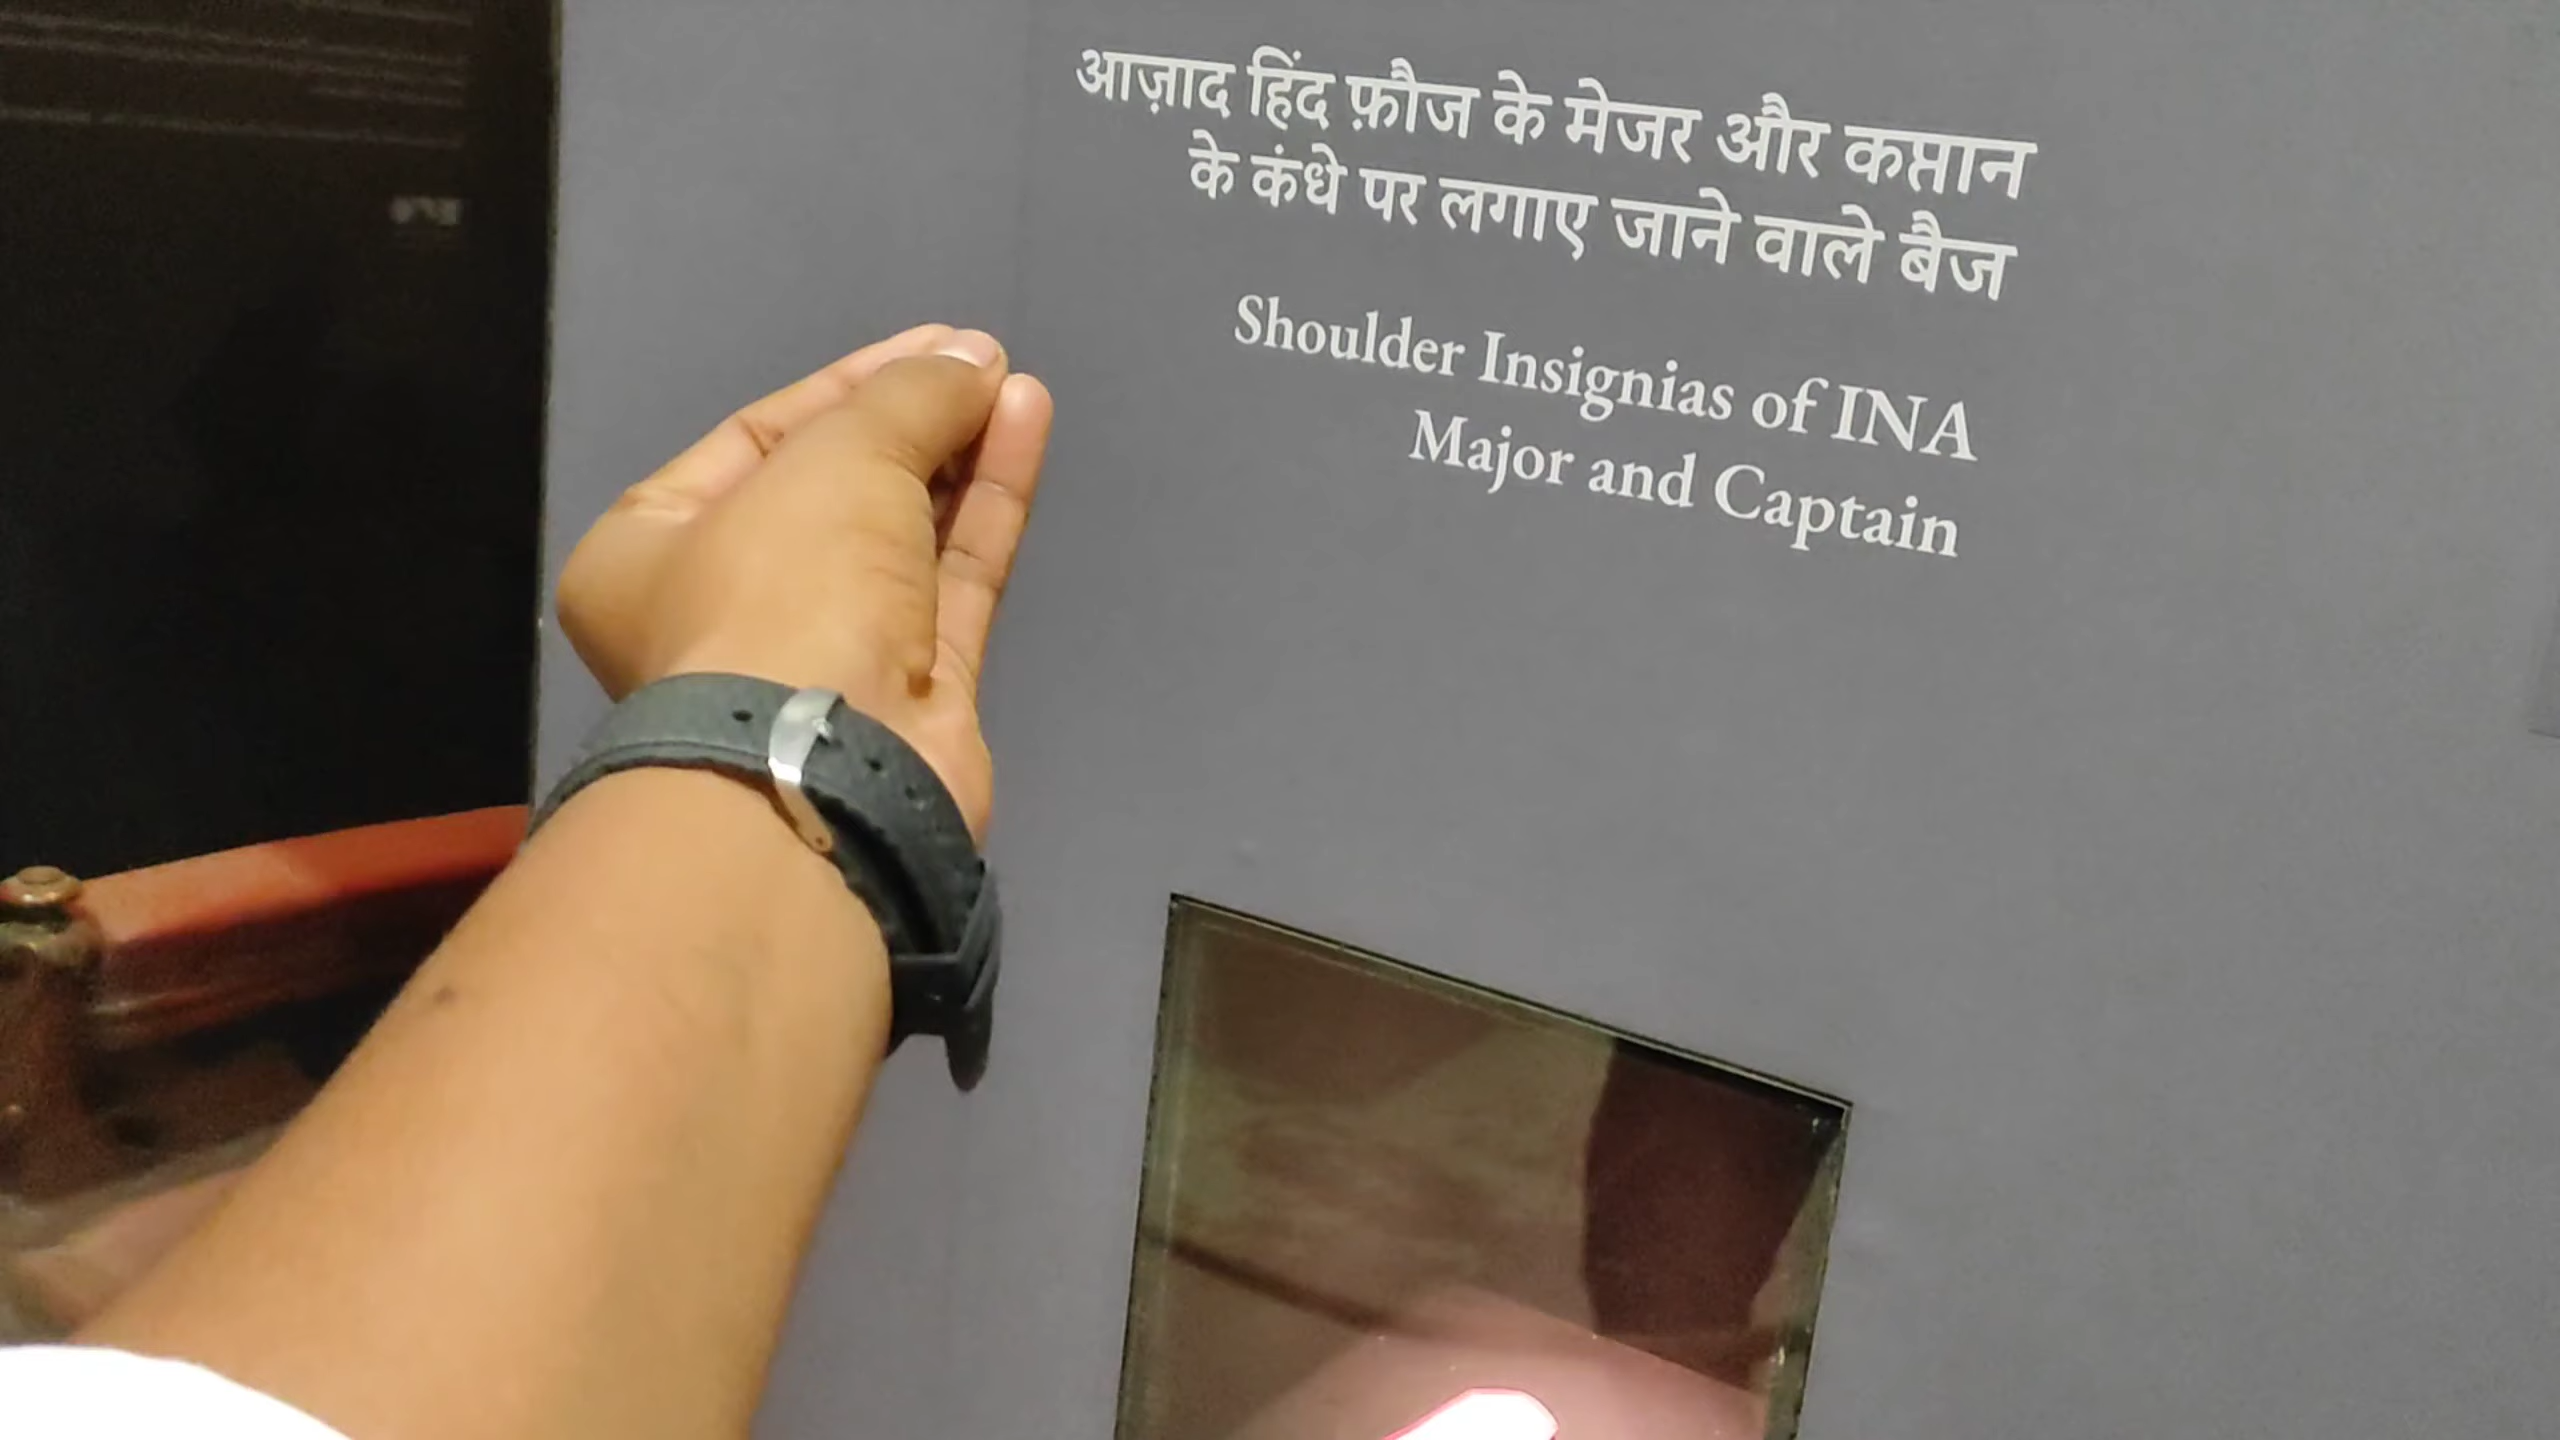 आज़ाद हिंद फ़ौज के मेजर और कप्तान
के कंधे पर लगाए जाने वाले बैज
Shoulder Insignias of INA
Major and Captain